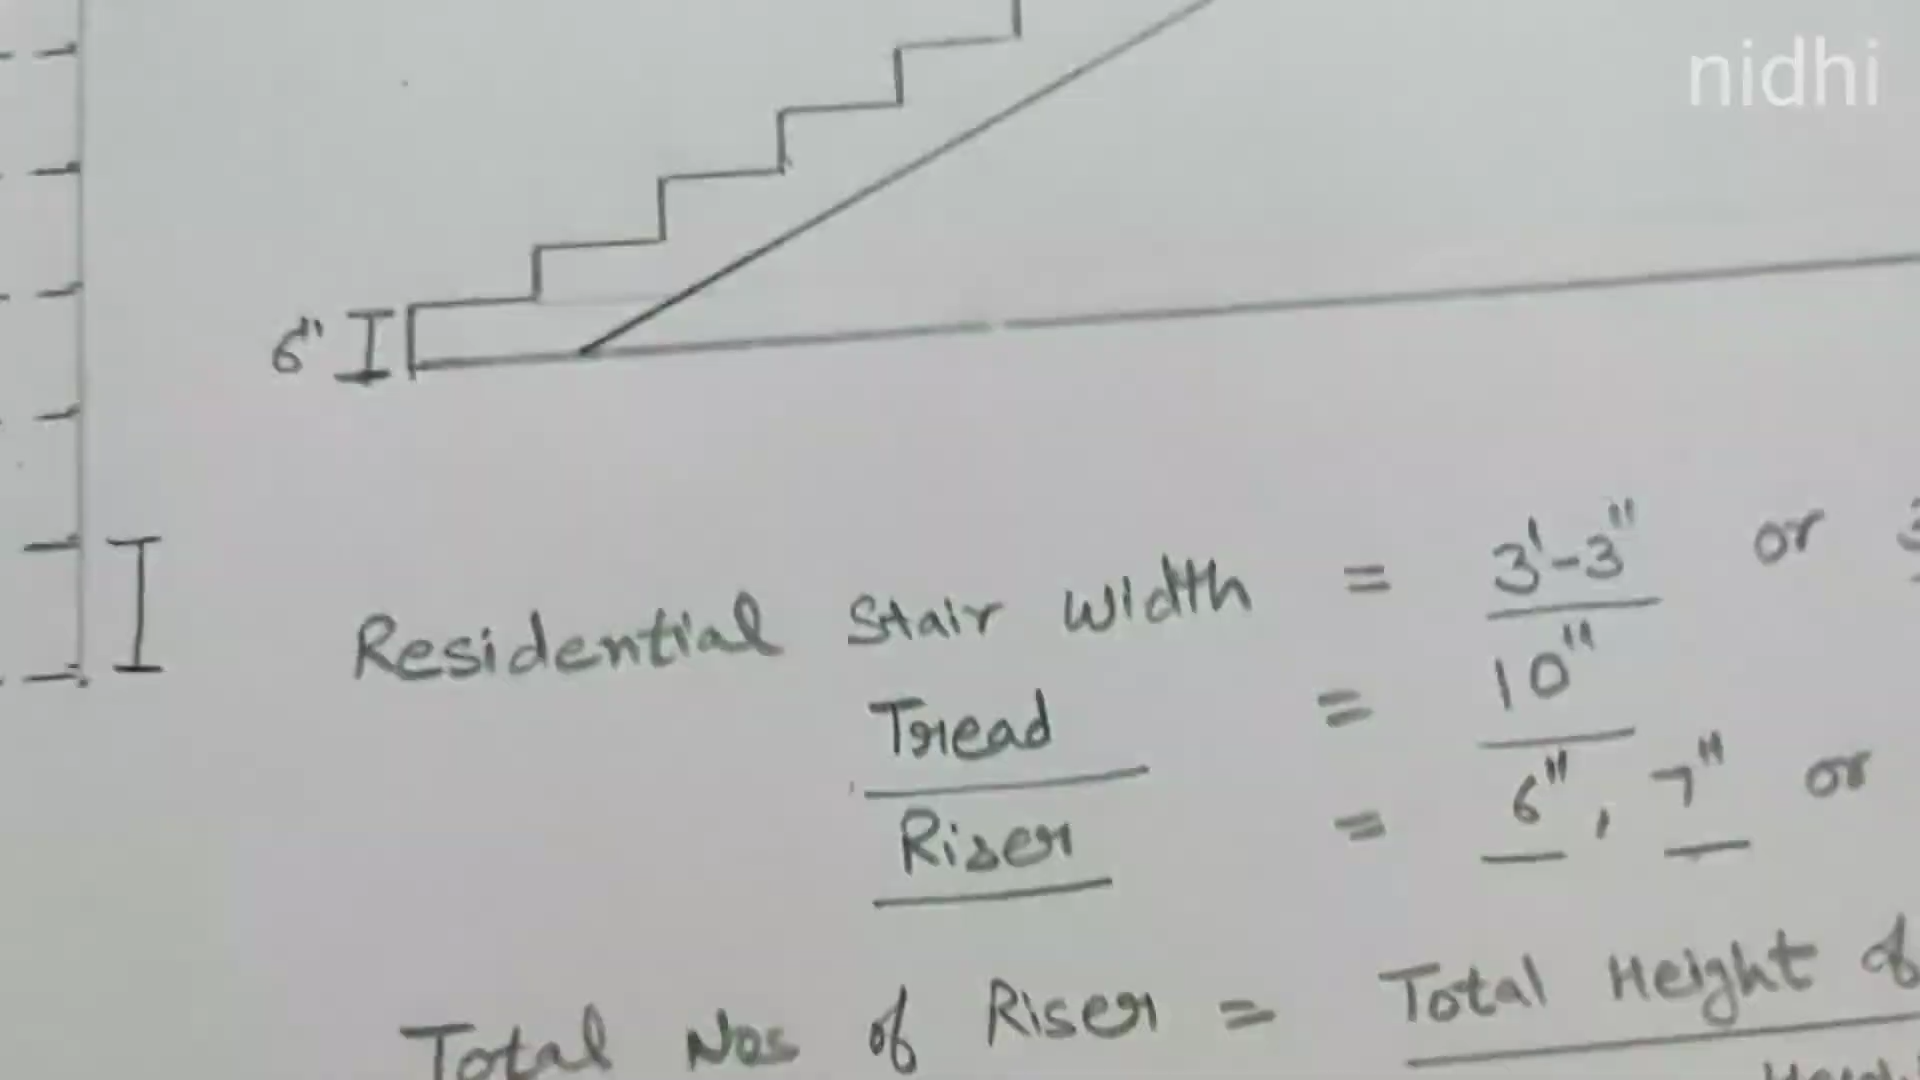 nidhi
6"
Residential Stair Width = 3'-3" or
Tread = 10"
Riser = 6", 7" or
Total Nos of Riser = Total Height of